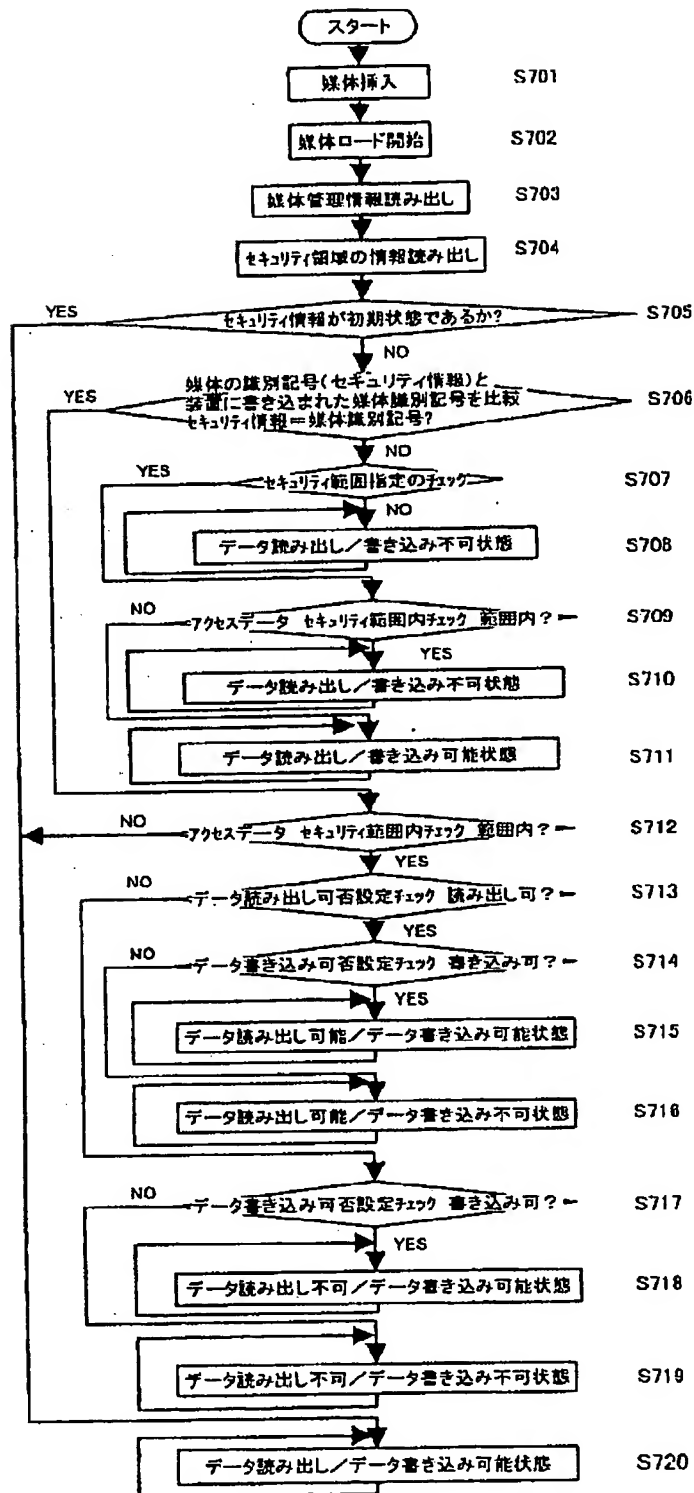 スタート
媒体挿入 S701
媒体ロード開始 S702
媒体管理情報読み出し S703
セキュリティ領域の情報読み出し S704
YES セキュリティ情報が初期状態であるか? S705
NO
YES 媒体の識別記号(セキュリティ情報)と
装置に書き込まれた媒体識別記号を比較 S706
セキュリティ情報=媒体識別記号?
NO
YES セキュリティ範囲指定のチェック S707
NO
データ読み出し/書き込み不可状態 S708
NO アクセスデータ セキュリティ範囲内チェック 範囲内? S709
YES
データ読み出し/書き込み不可状態 S710
データ読み出し/書き込み可能状態 S711
NO アクセスデータ セキュリティ範囲内チェック 範囲内? S712
YES
NO データ読み出し可否設定チェック 読み出し可? S713
YES
NO データ書き込み可否設定チェック 書き込み可? S714
YES
データ読み出し可能/データ書き込み可能状態 S715
データ読み出し可能/データ書き込み不可状態 S716
NO データ書き込み可否設定チェック 書き込み可? S717
YES
データ読み出し不可/データ書き込み可能状態 S718
データ読み出し不可/データ書き込み不可状態 S719
データ読み出し/データ書き込み可能状態 S720